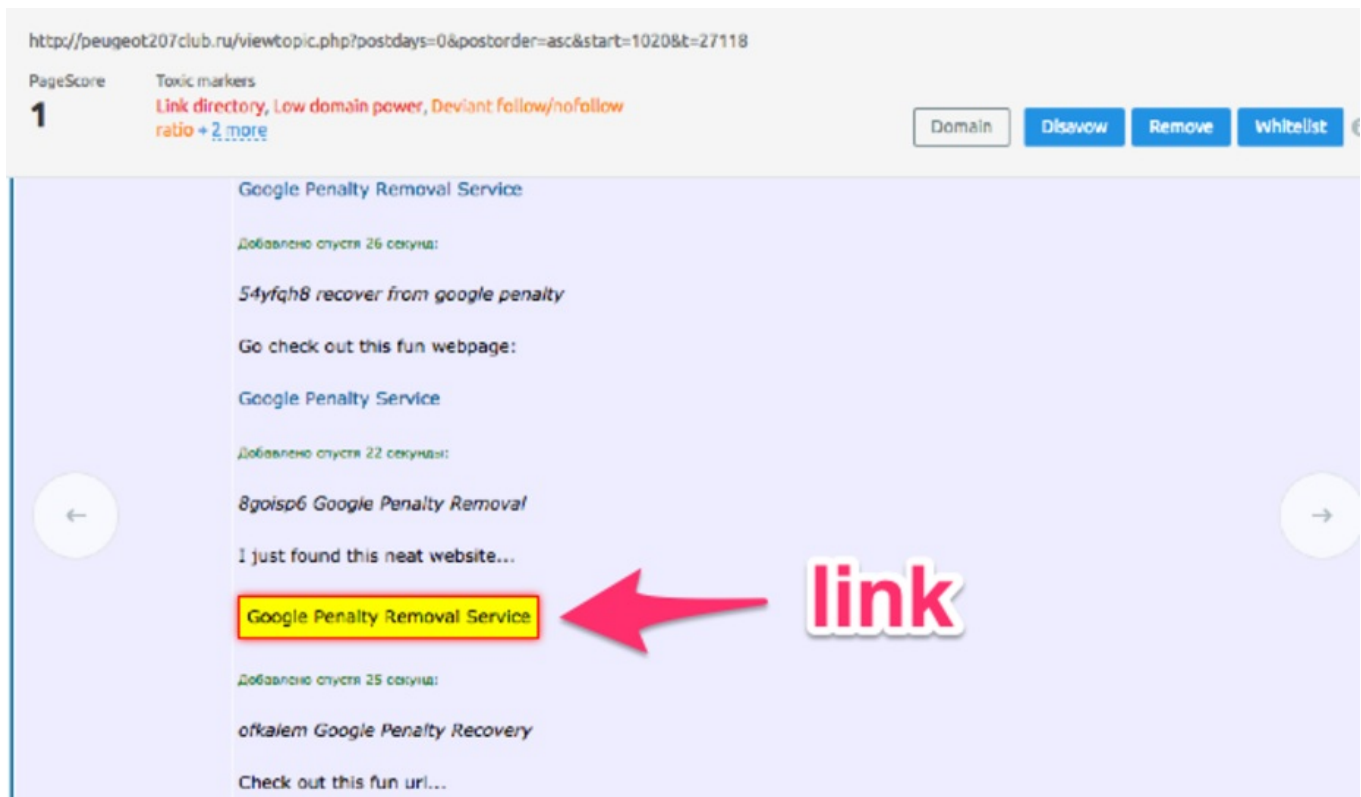 http://peugeot207club.ru/viewtopic.php?postdays=0&postorder=asc&start=1020&t=27118
PageScore
Toxic markers
1
Link directory, Low domain power, Deviant follow/nofollow
ratio + 2 more
Domain
Disavow
Remove
Whitelist
Google Penalty Removal Service
Добавлено спустя 26 секунд:
54yfqh8 recover from google penalty
Go check out this fun webpage:
Google Penalty Service
Добавлено спустя 22 секунды:
8goisp6 Google Penalty Removal
I just found this neat website...
Google Penalty Removal Service
link
Добавлено спустя 25 секунд:
ofkalem Google Penalty Recovery
Check out this fun url...